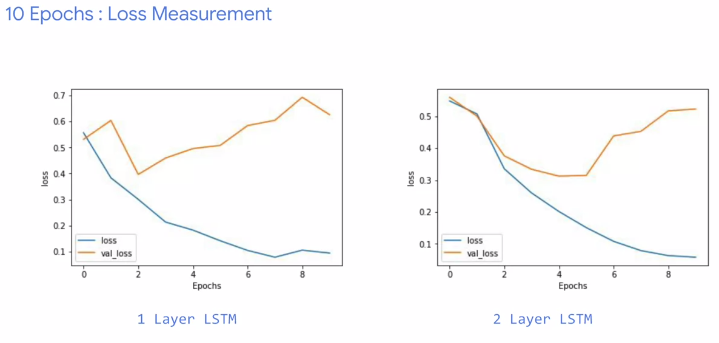 10 Epochs : Loss Measurement
0.7
0.6
0.5
0.4
0.3
0.2
0.1
loss
loss
val_loss
0 2 4 6 8
Epochs
1 Layer LSTM
0.5
0.4
0.3
0.2
0.1
loss
loss
val_loss
0 2 4 6 8
Epochs
2 Layer LSTM